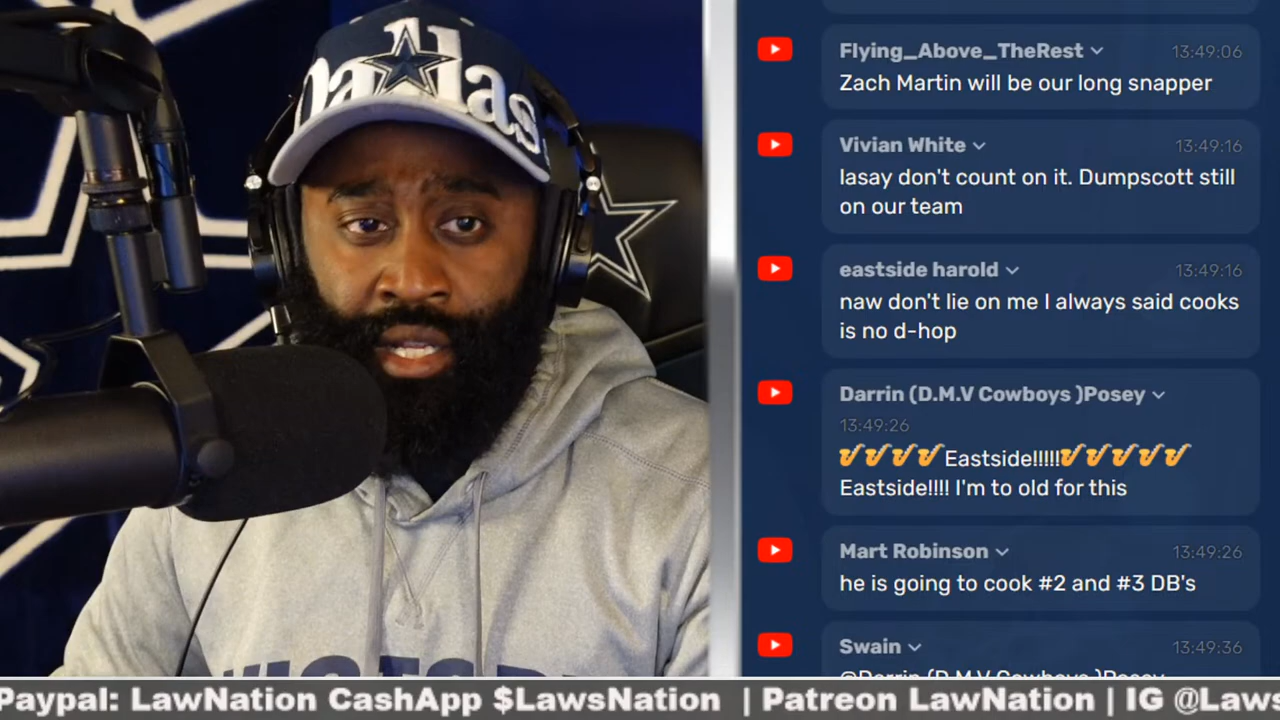 Dallas
Flying_Above_TheRest
13:49:06
Zach Martin will be our long snapper
Vivian White
13:49:16
lasay don't count on it. Dumpscott still
on our team
eastside harold
13:49:16
naw don't lie on me I always said cooks
is no d-hop
Darrin (D.M.V Cowboys )Posey
13:49:26
Eastside!!!!!
Eastside!!!! I'm to old for this
Mart Robinson
13:49:26
he is going to cook #2 and #3 DB's
Swain
13:49:36
@Darrin (D.M.V Cowboys )Posey
Paypal: LawNation CashApp $LawsNation | Patreon LawNation | IG @Laws